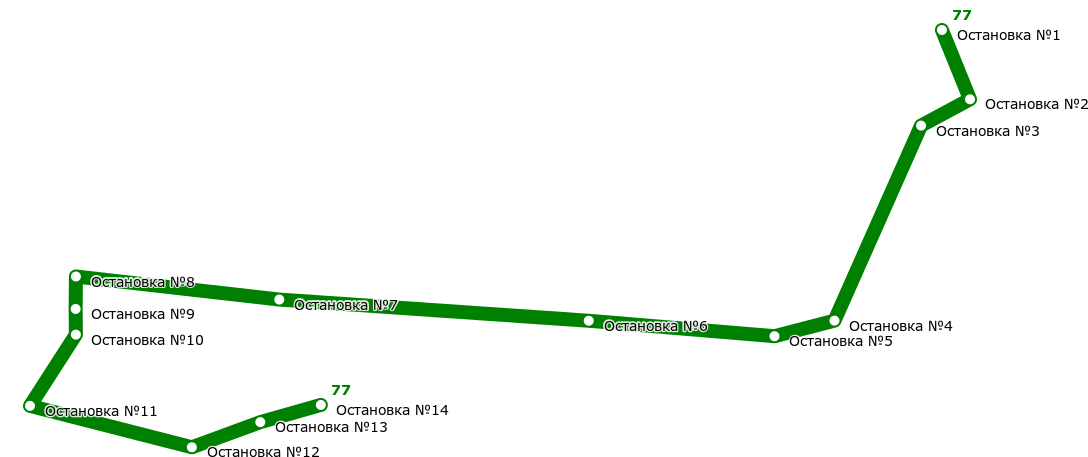 77
Остановка №1
Остановка №2
Остановка №3
Остановка №8
Остановка №7
Остановка №9
Остановка №6
Остановка №4
Остановка №10
Остановка №5
77
Остановка №11
Остановка №14
Остановка №13
Остановка №12